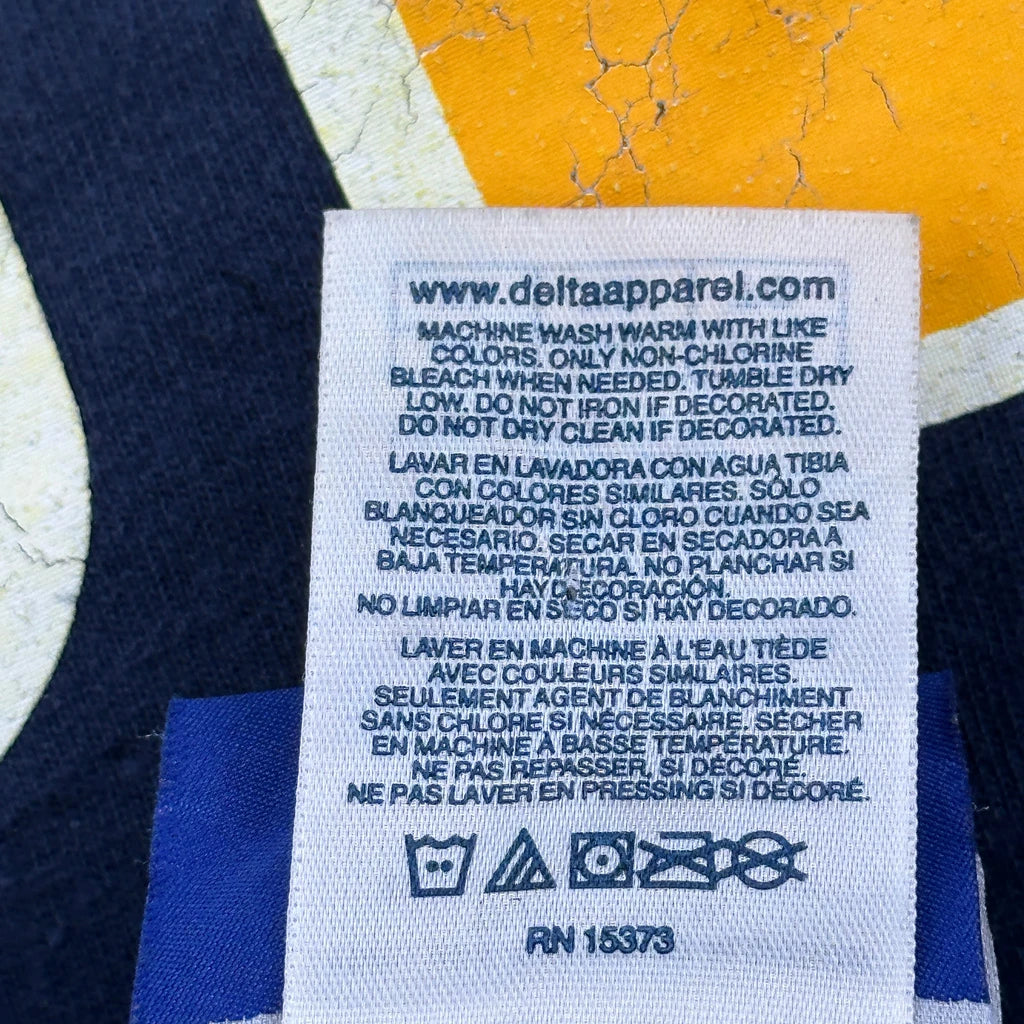 www.deltaapparel.com
MACHINE WASH WARM WITH LIKE
COLORS. ONLY NON-CHLORINE
BLEACH WHEN NEEDED. TUMBLE DRY
LOW. DO NOT IRON IF DECORATED.
DO NOT DRY CLEAN IF DECORATED.
LAVAR EN LAVADORA CON AGUA TIBIA
CON COLORES SIMILARES. SÓLO
BLANQUEADOR SIN CLORO CUANDO SEA
NECESARIO. SECAR EN SECADORA A
BAJA TEMPERATURA. NO PLANCHAR SI
HAY DECORACIÓN.
NO LIMPIAR EN SECO SI HAY DECORADO.
LAVER EN MACHINE À L'EAU TIÈDE
AVEC COULEURS SIMILAIRES.
SEULEMENT AGENT DE BLANCHIMENT
SANS CHLORE SI NÉCESSAIRE. SÉCHER
EN MACHINE À BASSE TEMPÉRATURE.
NE PAS REPASSER, SI DÉCORÉ.
NE PAS LAVER EN PRESSING SI DÉCORÉ.
RN 15373